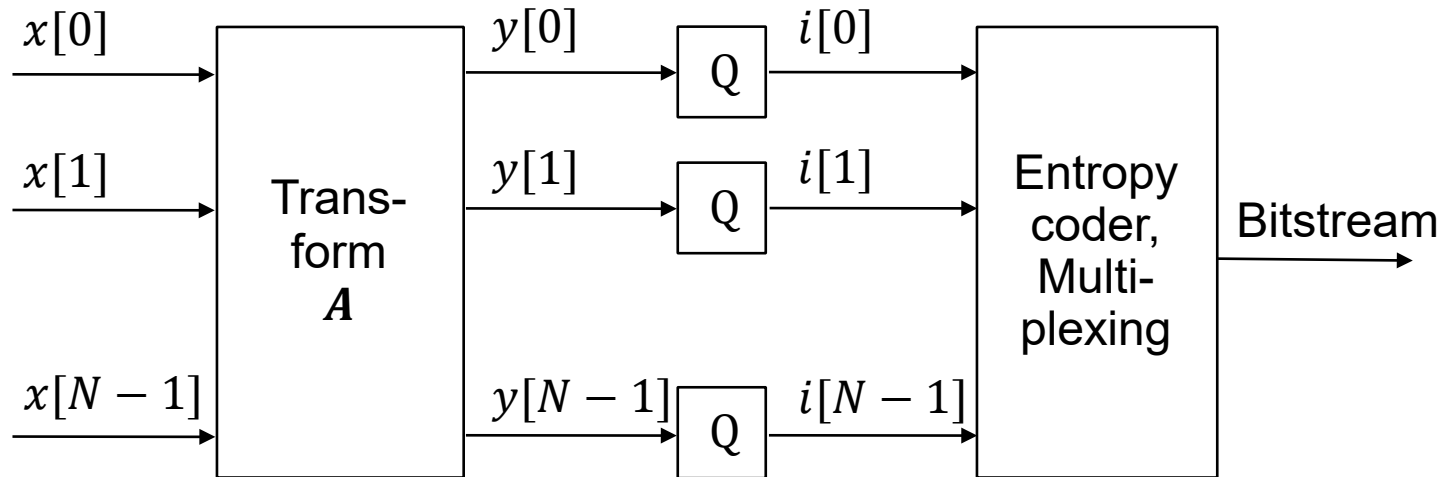 x[0]
y[0]
Q
i[0]
x[1]
y[1]
Q
i[1]
Trans-
form
A
Entropy
coder,
Multi-
plexing
Bitstream
x[N − 1]
y[N − 1]
Q
i[N − 1]